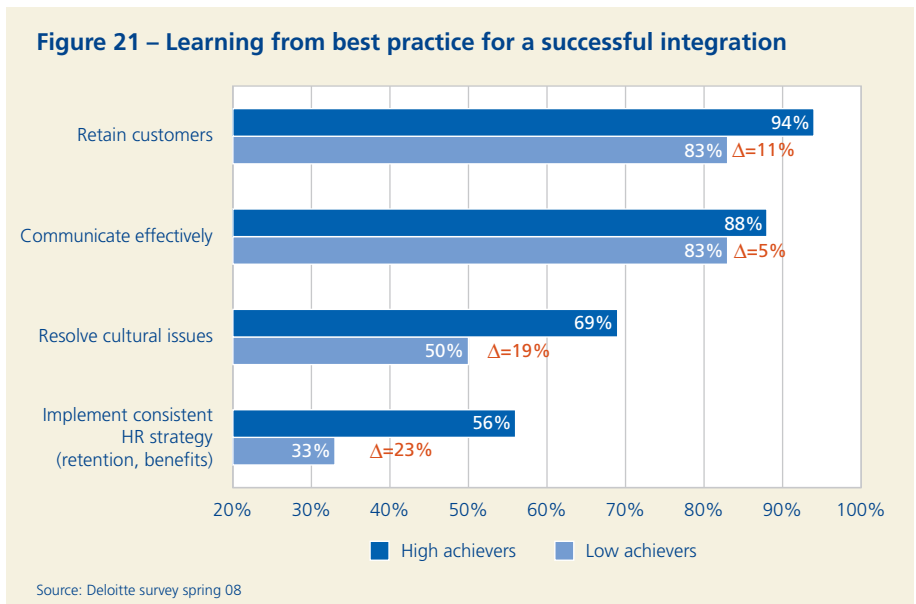 Figure 21 – Learning from best practice for a successful integration
Retain customers
94%
83%
Δ=11%
Communicate effectively
88%
83%
Δ=5%
Resolve cultural issues
69%
50%
Δ=19%
Implement consistent
HR strategy
(retention, benefits)
56%
33%
Δ=23%
20% 30% 40% 50% 60% 70% 80% 90% 100%
High achievers Low achievers
Source: Deloitte survey spring 08